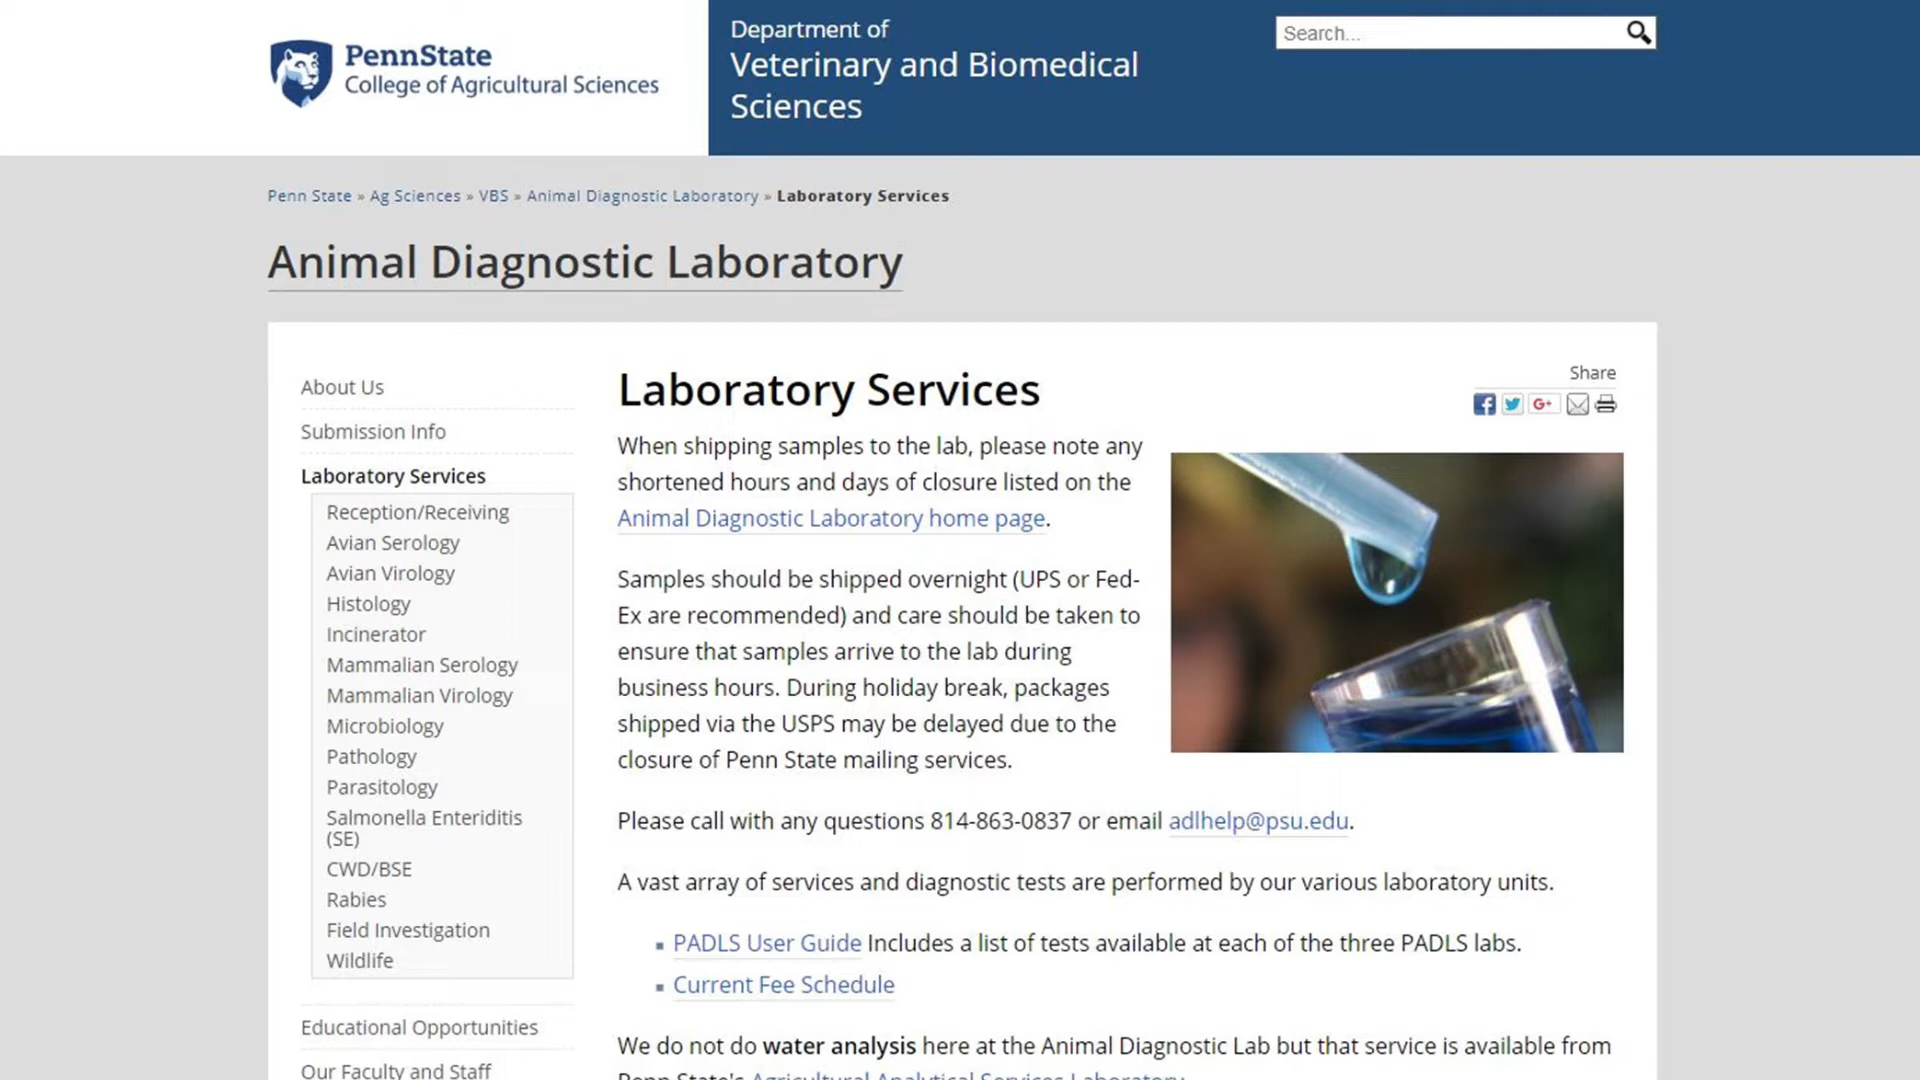 PennState
College of Agricultural Sciences
Department of
Veterinary and Biomedical
Sciences
Search...
Penn State » Ag Sciences » VBS » Animal Diagnostic Laboratory » Laboratory Services
Animal Diagnostic Laboratory
About Us
Submission Info
Laboratory Services
Reception/Receiving
Avian Serology
Avian Virology
Histology
Incinerator
Mammalian Serology
Mammalian Virology
Microbiology
Pathology
Parasitology
Salmonella Enteriditis
(SE)
CWD/BSE
Rabies
Field Investigation
Wildlife
Educational Opportunities
Our Faculty and Staff
Laboratory Services
Share
G+
When shipping samples to the lab, please note any
shortened hours and days of closure listed on the
Animal Diagnostic Laboratory home page.
Samples should be shipped overnight (UPS or Fed-
Ex are recommended) and care should be taken to
ensure that samples arrive to the lab during
business hours. During holiday break, packages
shipped via the USPS may be delayed due to the
closure of Penn State mailing services.
Please call with any questions 814-863-0837 or email adlhelp@psu.edu.
A vast array of services and diagnostic tests are performed by our various laboratory units.
▪ PADLS User Guide Includes a list of tests available at each of the three PADLS labs.
▪ Current Fee Schedule
We do not do water analysis here at the Animal Diagnostic Lab but that service is available from
Penn State's Agricultural Analytical Services Laboratory.